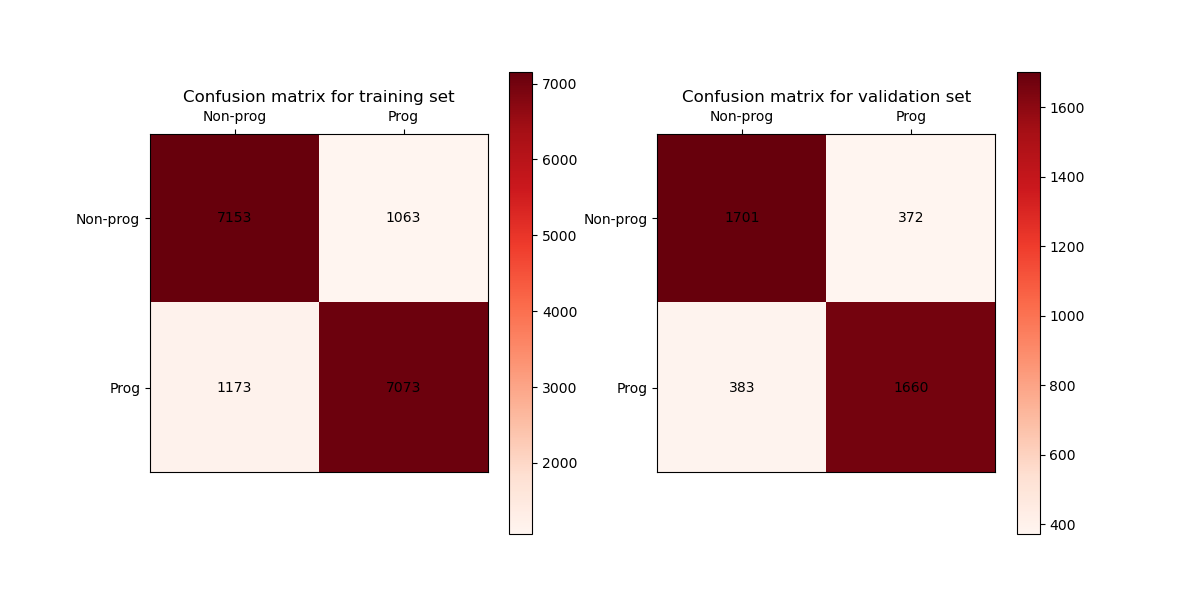 Confusion matrix for training set
Non-prog Prog
Non-prog 7153 1063
Prog 1173 7073
7000
6000
5000
4000
3000
2000
Confusion matrix for validation set
Non-prog Prog
Non-prog 1701 372
Prog 383 1660
1600
1400
1200
1000
800
600
400